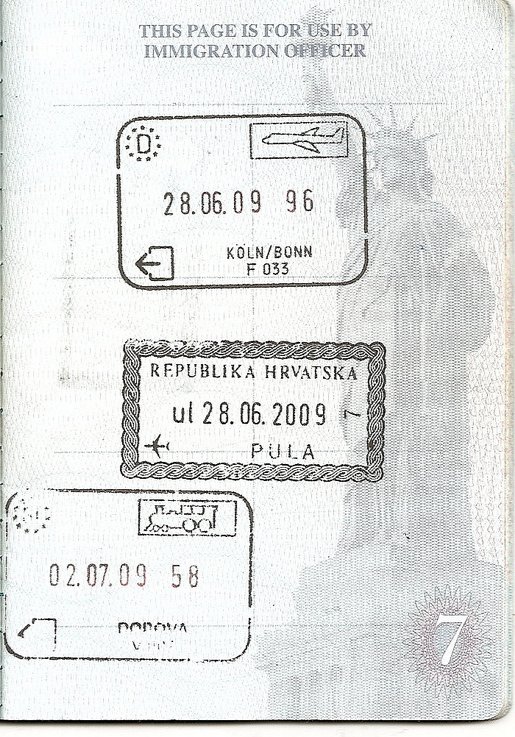 THIS PAGE IS FOR USE BY
IMMIGRATION OFFICER
D
28.06.09 96
KÖLN/BONN
F 033
REPUBLIKA HRVATSKA
ul 28.06.2009 7
PULA
02.07.09 58
7